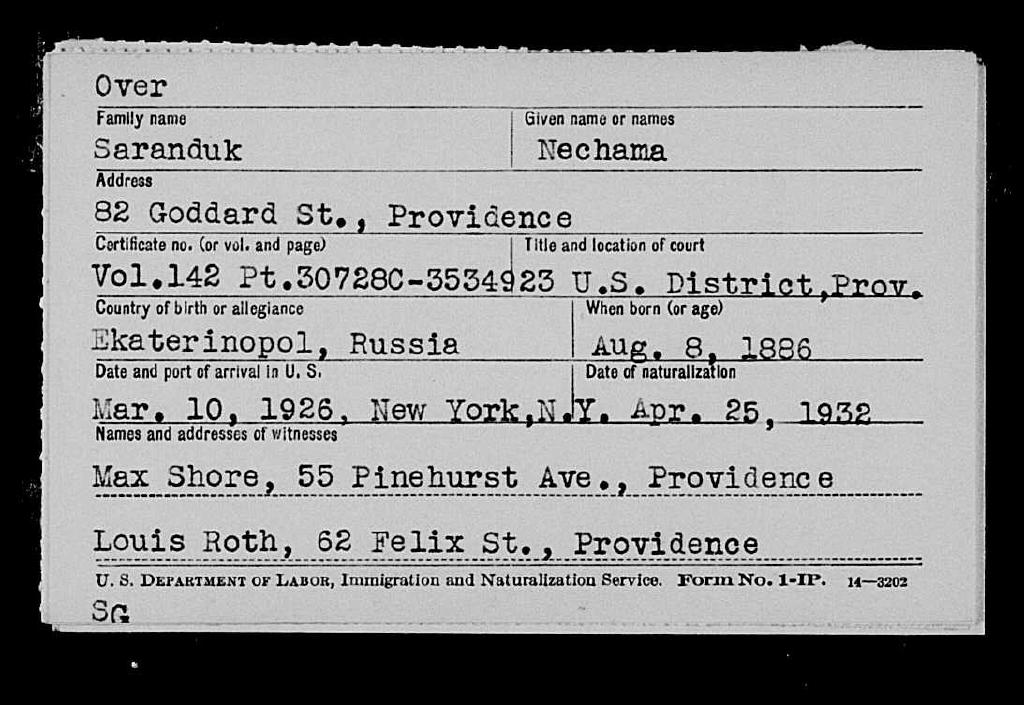 Over
Family name Given name or names
Saranduk Nechama
Address
82 Goddard St., Providence
Certificate no. (or vol. and page) Title and location of court
Vol.142 Pt.30728C-3534923 U.S. District,Prov.
Country of birth or allegiance When born (or age)
Ekaterinopol, Russia Aug. 8, 1886
Date and port of arrival in U. S. Date of naturalization
Mar. 10, 1926, New York,N.Y. Apr. 25, 1932
Names and addresses of witnesses
Max Shore, 55 Pinehurst Ave., Providence
Louis Roth, 62 Felix St., Providence
U. S. DEPARTMENT OF LABOR, Immigration and Naturalization Service. Form No. 1-IP. 14—3202
SG